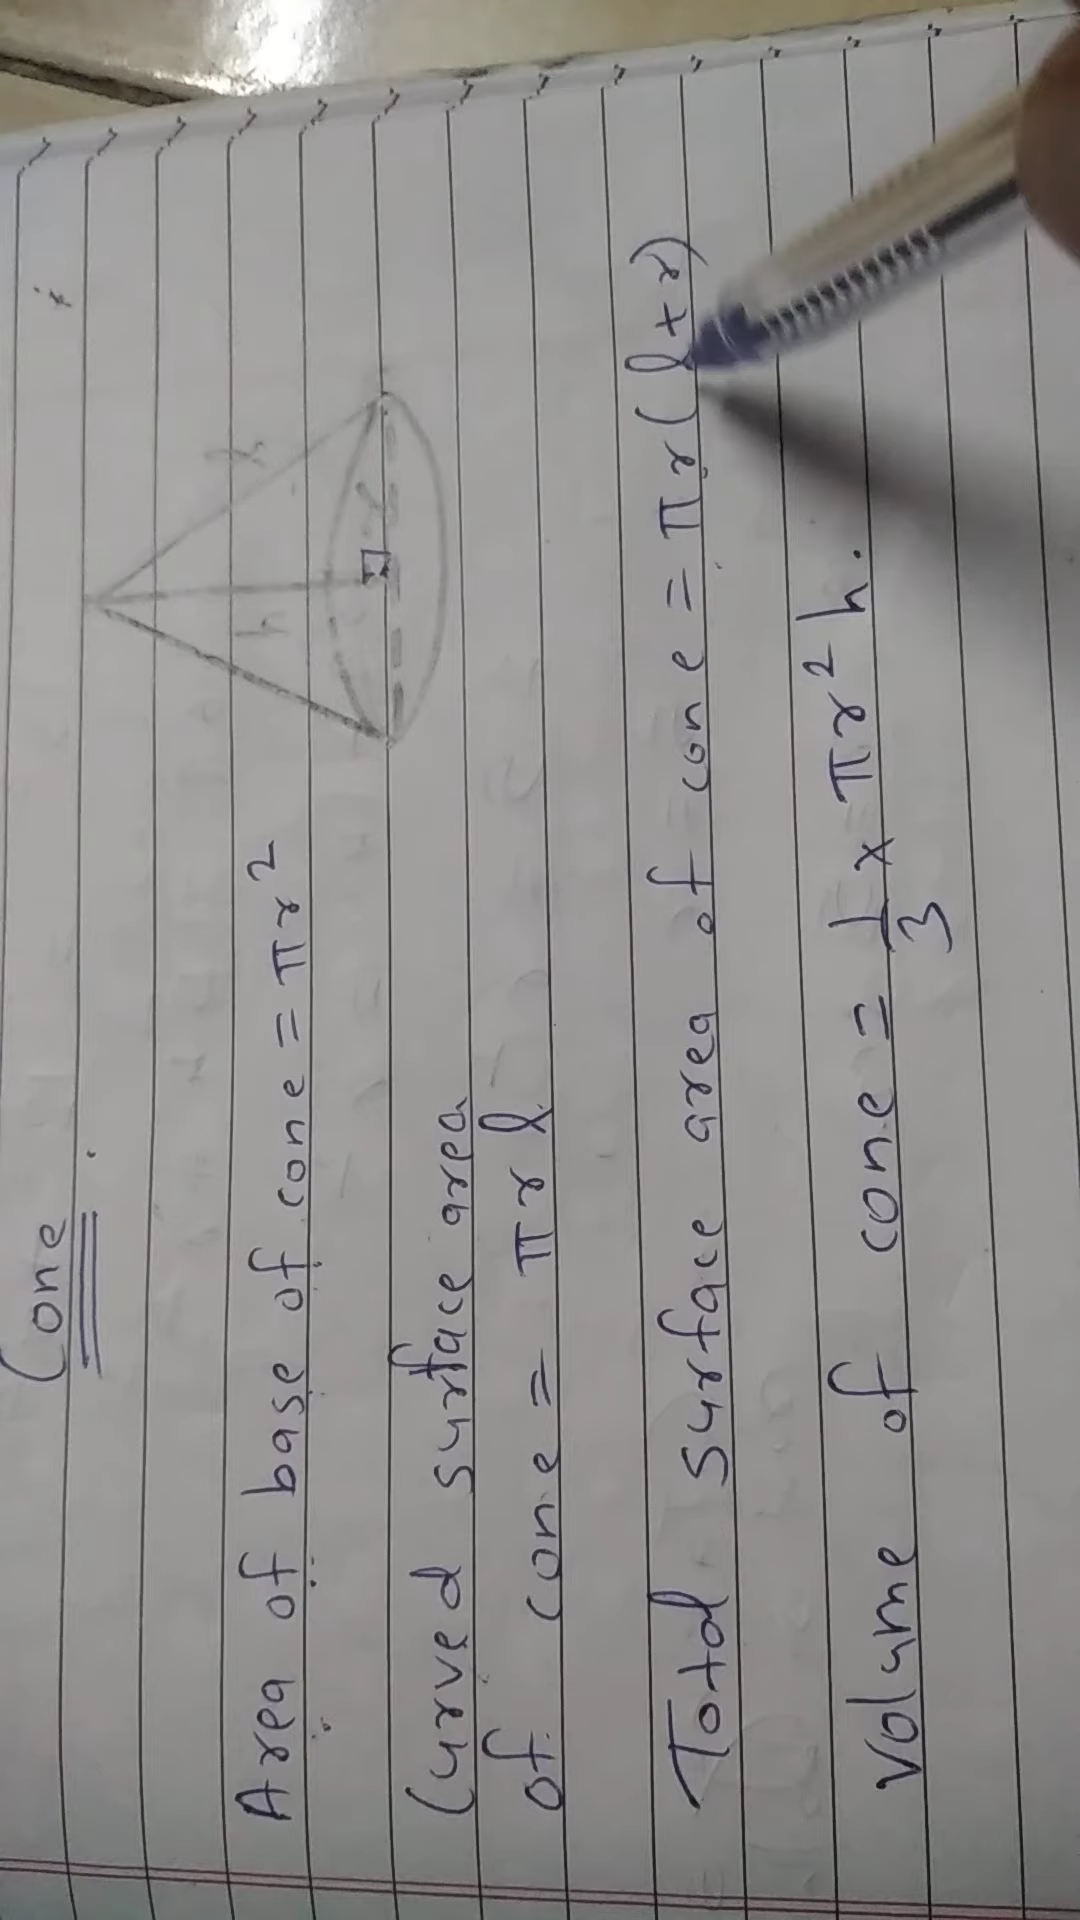 Cone
l
h
r
Area of base of cone = πr²
Curved surface area
of cone = πrl
Total surface area of cone = πr(l+r)
Volume of cone = 1/3 × πr²h.